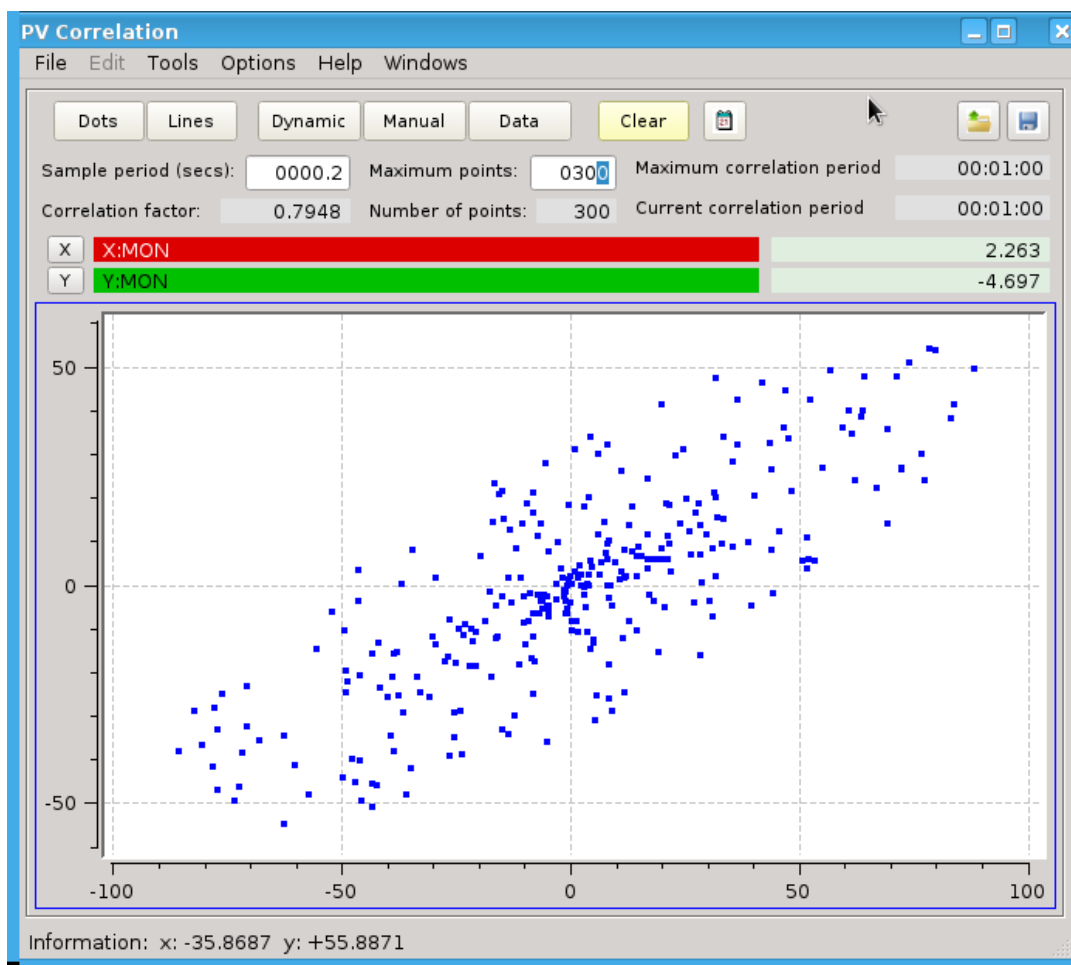 PV Correlation
File Edit Tools Options Help Windows
Dots Lines Dynamic Manual Data Clear 21
Sample period (secs): 0000.2 Maximum points: 0300 Maximum correlation period 00:01:00
Correlation factor: 0.7948 Number of points: 300 Current correlation period 00:01:00
X X:MON 2.263
Y Y:MON -4.697
50
0
-50
-100 -50 0 50 100
Information: x: -35.8687 y: +55.8871